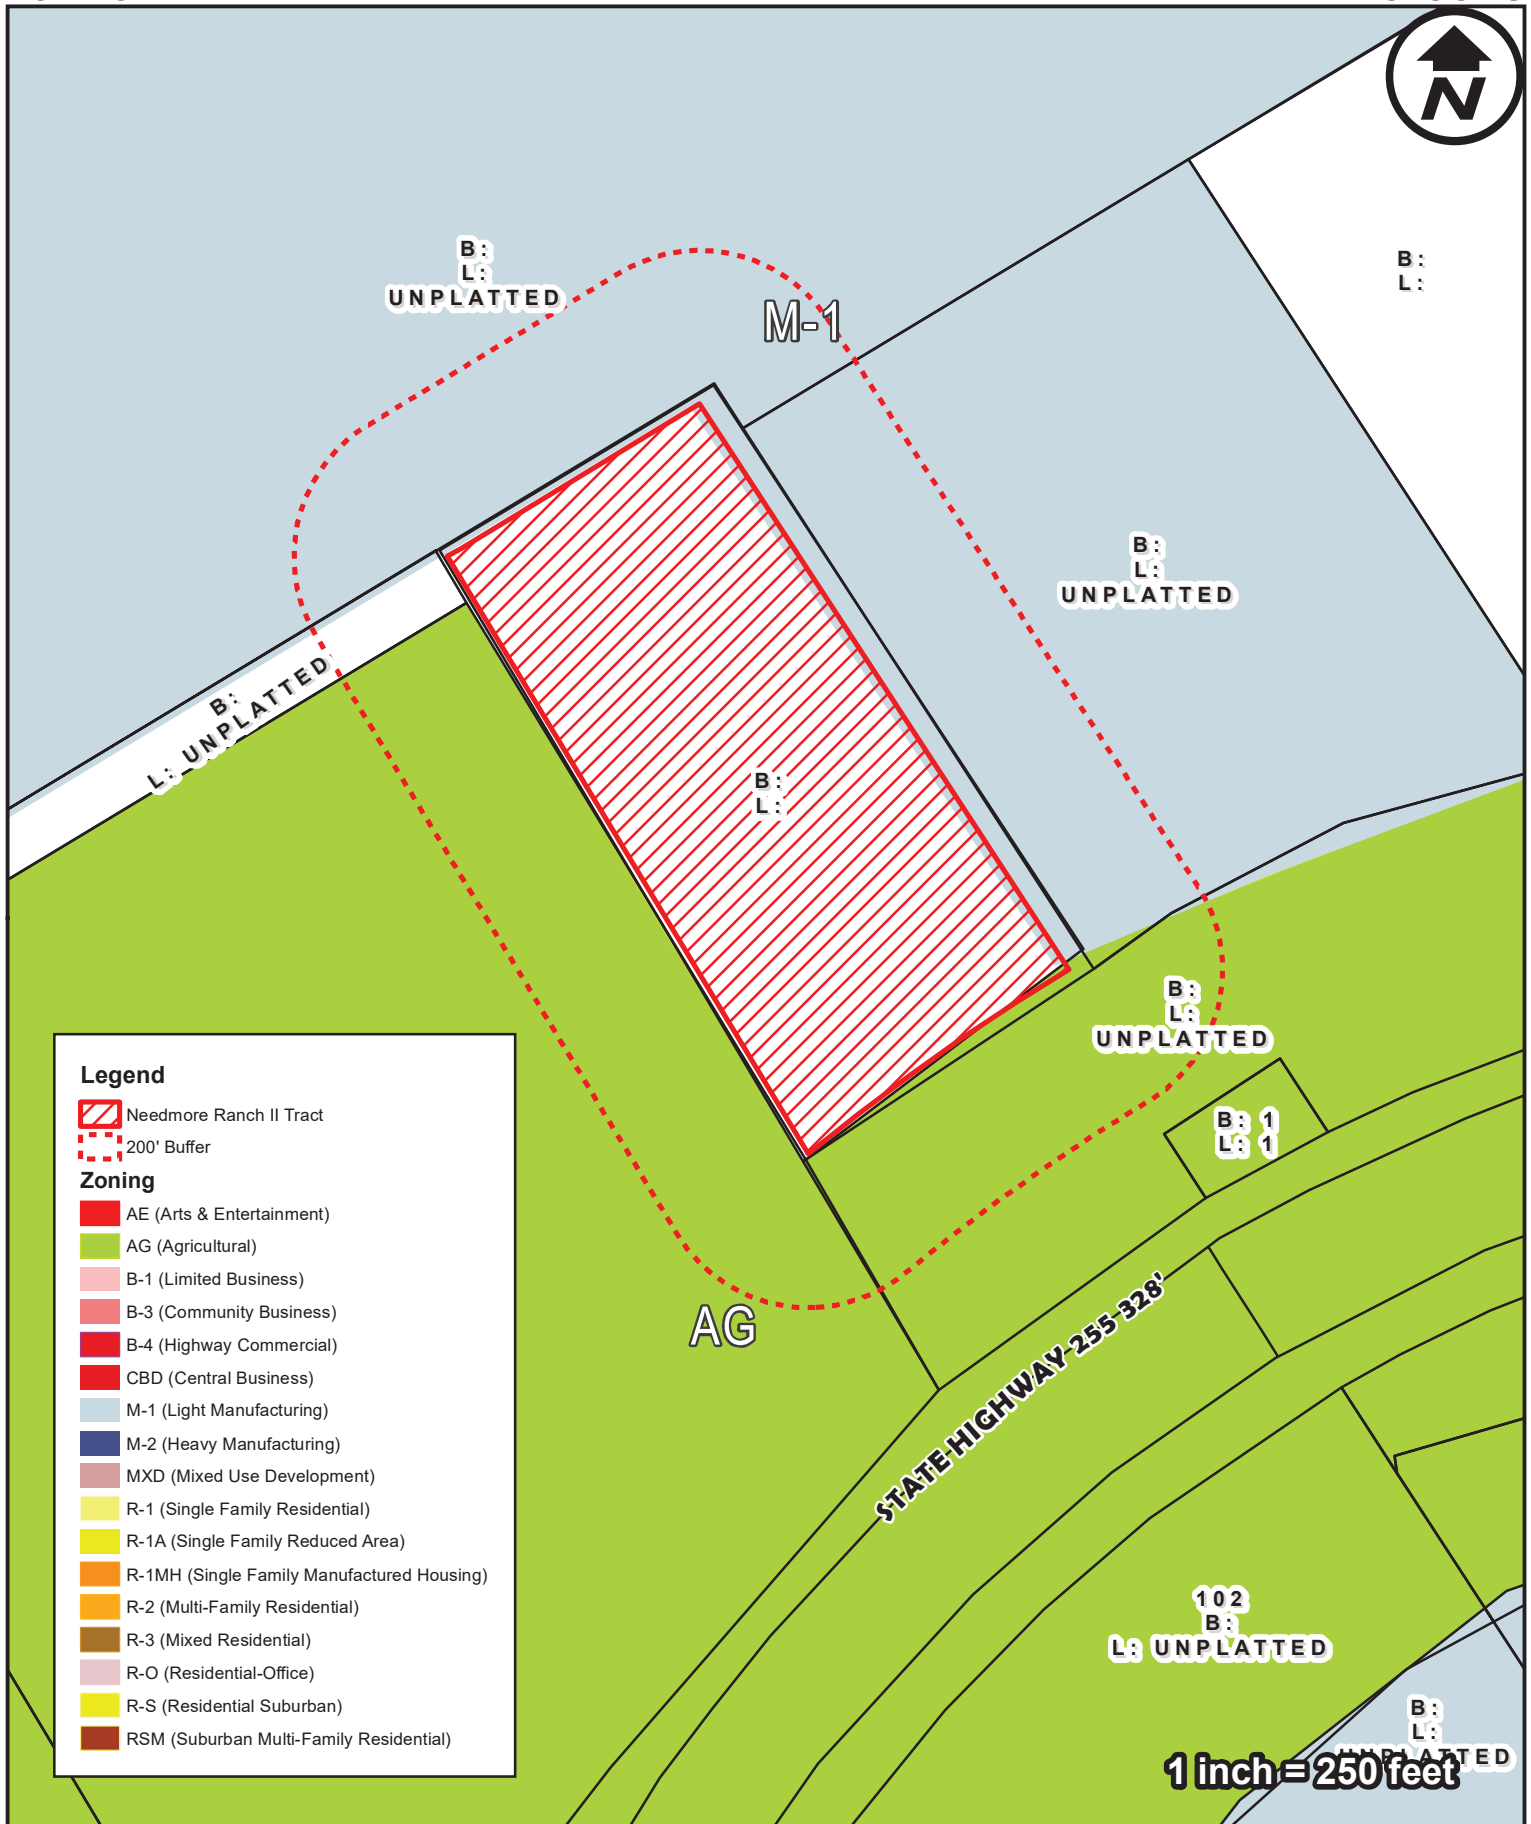 N
B:
L:
UNPLATTED
M-1
B:
L:
B:
L:
UNPLATTED
B:
L: UNPLATTED
B:
L:
B:
L:
UNPLATTED
B: 1
L: 1
AG
STATE HIGHWAY 255 328'
102
B:
L: UNPLATTED
B:
L:
UNPLATTED
1 inch = 250 feet
Legend
Needmore Ranch II Tract
200' Buffer
Zoning
AE (Arts & Entertainment)
AG (Agricultural)
B-1 (Limited Business)
B-3 (Community Business)
B-4 (Highway Commercial)
CBD (Central Business)
M-1 (Light Manufacturing)
M-2 (Heavy Manufacturing)
MXD (Mixed Use Development)
R-1 (Single Family Residential)
R-1A (Single Family Reduced Area)
R-1MH (Single Family Manufactured Housing)
R-2 (Multi-Family Residential)
R-3 (Mixed Residential)
R-O (Residential-Office)
R-S (Residential Suburban)
RSM (Suburban Multi-Family Residential)